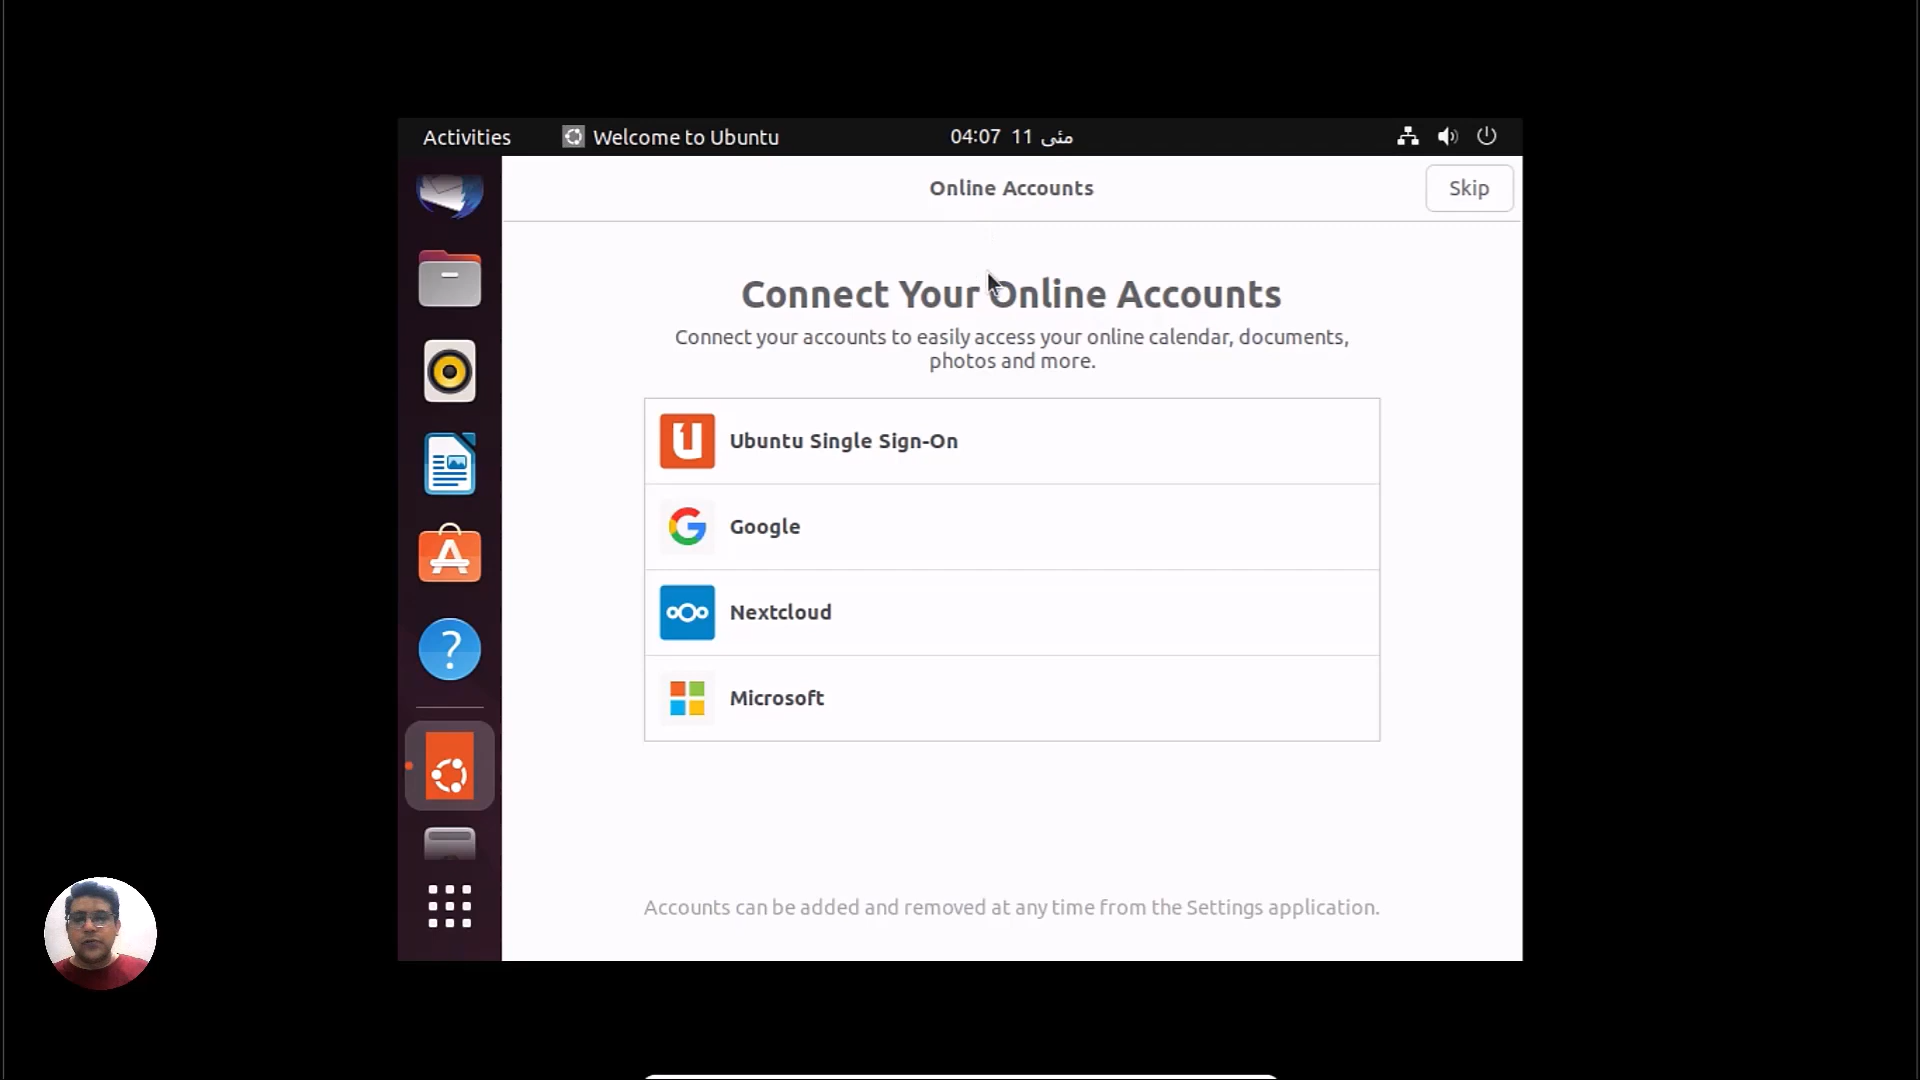 Activities
Welcome to Ubuntu
04:07 11 مئی
Online Accounts
Skip
Connect Your Online Accounts
Connect your accounts to easily access your online calendar, documents,
photos and more.
Ubuntu Single Sign-On
Google
Nextcloud
Microsoft
Accounts can be added and removed at any time from the Settings application.